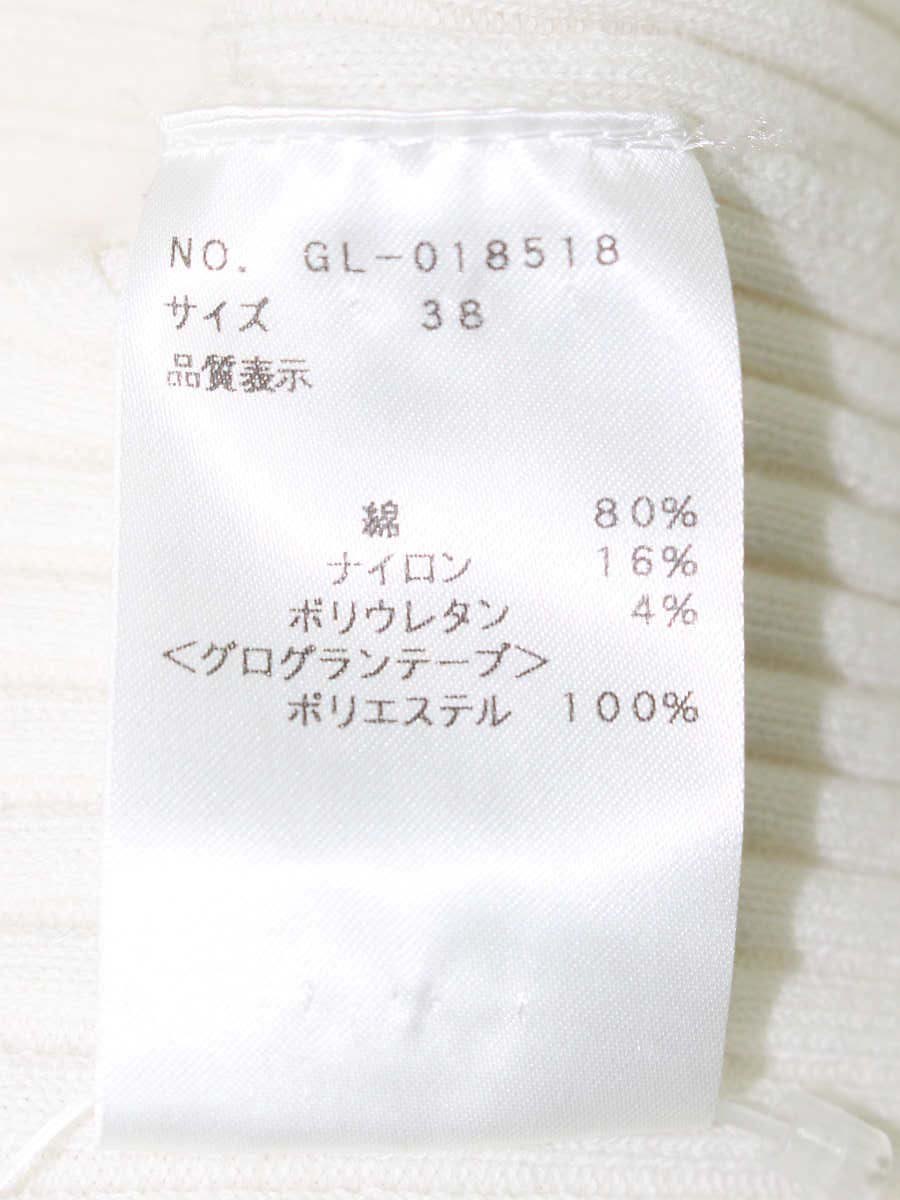 NO. GL-018518
サイズ 38
品質表示
綿 80%
ナイロン 16%
ポリウレタン 4%
<グログランテープ>
ポリエステル 100%